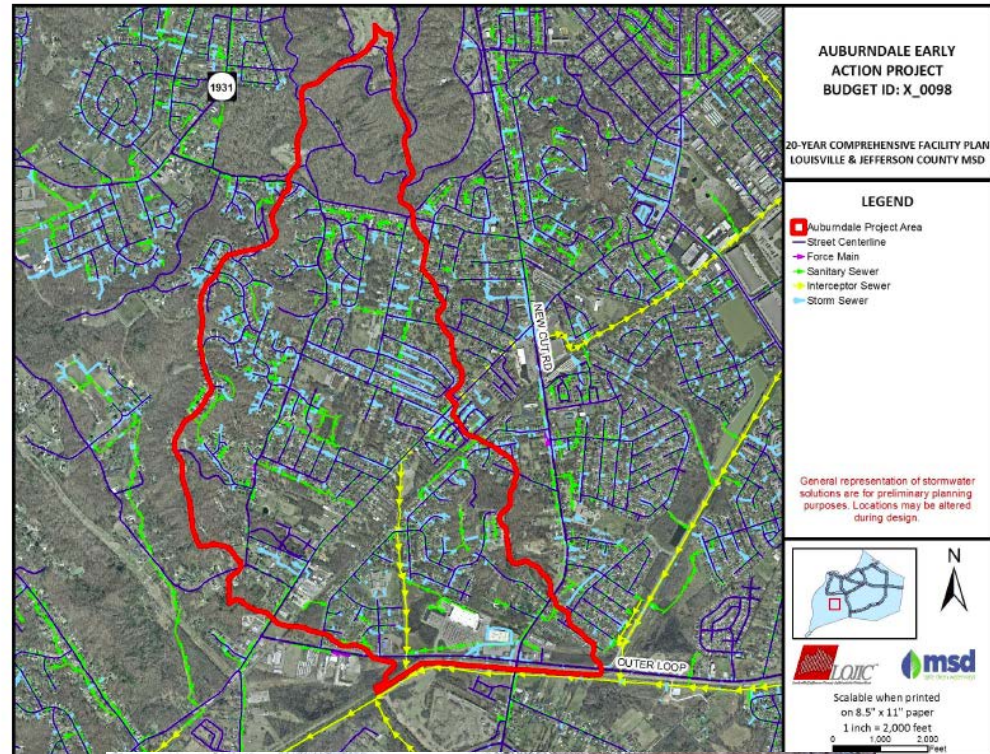 AUBURNDALE EARLY
ACTION PROJECT
BUDGET ID: X_0098
20-YEAR COMPREHENSIVE FACILITY PLAN
LOUISVILLE & JEFFERSON COUNTY MSD
LEGEND
Auburndale Project Area
Street Centerline
Force Main
Sanitary Sewer
Interceptor Sewer
Storm Sewer
1931
NEW CUT RD
OUTER LOOP
General representation of stormwater
solutions are for preliminary planning
purposes. Locations may be altered
during design.
N
LOJIC
msd
Scalable when printed
on 8.5" x 11" paper
1 inch = 2,000 feet
0 1,000 2,000
Feet